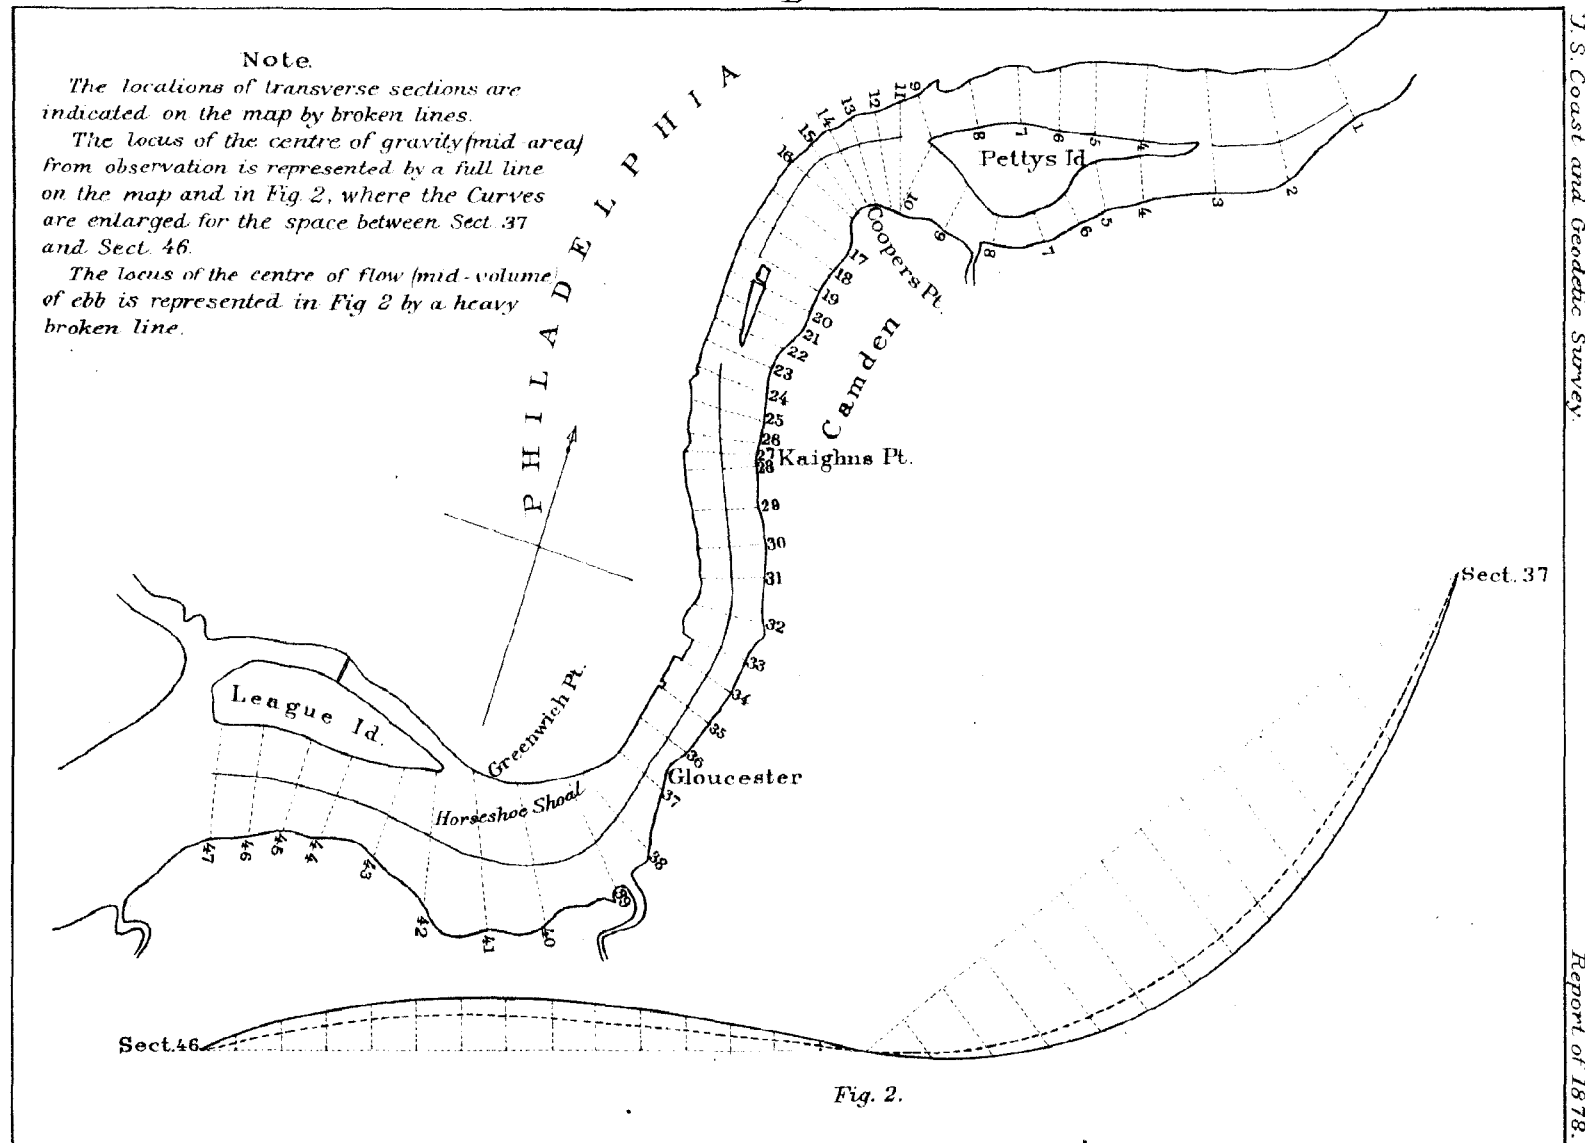 Note.
The locations of transverse sections are
indicated on the map by broken lines.
The locus of the centre of gravity (mid area)
from observation is represented by a full line
on the map and in Fig. 2, where the Curves
are enlarged for the space between Sect. 37
and Sect. 46.
The locus of the centre of flow (mid-volume)
of ebb is represented in Fig 2 by a heavy
broken line.
PHILADELPHIA
U. S. Coast and Geodetic Survey.
Report of 1878.
Pettys Id
Coopers Pt.
Camden
Kaighns Pt.
Gloucester
Greenwich Pt.
Horseshoe Shoal
League Id.
9 11 12 13 14 15 16
8 7 6 5 4
1 2 3 4 5 6 7 8 9 10
17
18
19
20
21
22
23
24
25
26
27
28
29
30
31
32
33
34
35
36
37
38
39
47 46 45 44 43 42 41 40
Sect. 37
Sect. 46
Fig. 2.